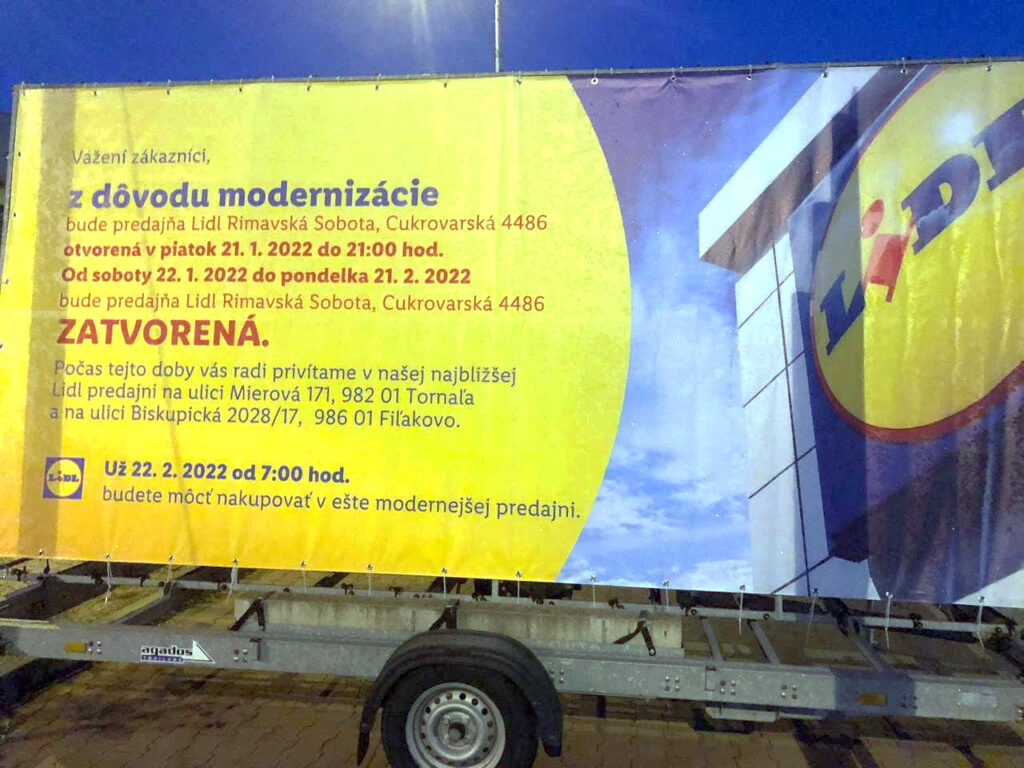 Važení zákazníci,
z dôvodu modernizácie
bude predajňa Lidl Rimavská Sobota, Cukrovarská 4486
otvorená v piatok 21. 1. 2022 do 21:00 hod.
Od soboty 22. 1. 2022 do pondelka 21. 2. 2022
bude predajňa Lidl Rimavská Sobota, Cukrovarská 4486
ZATVORENÁ.
Počas tejto doby vás radi privítame v našej najbližšej
Lidl predajni na ulici Mierová 171, 982 01 Tornaľa
a na ulici Biskupická 2028/17, 986 01 Fiľakovo.
LIDL
Už 22. 2. 2022 od 7:00 hod.
budete môcť nakupovať v ešte modernejšej predajni.
LIDL
agados
TRAILERS